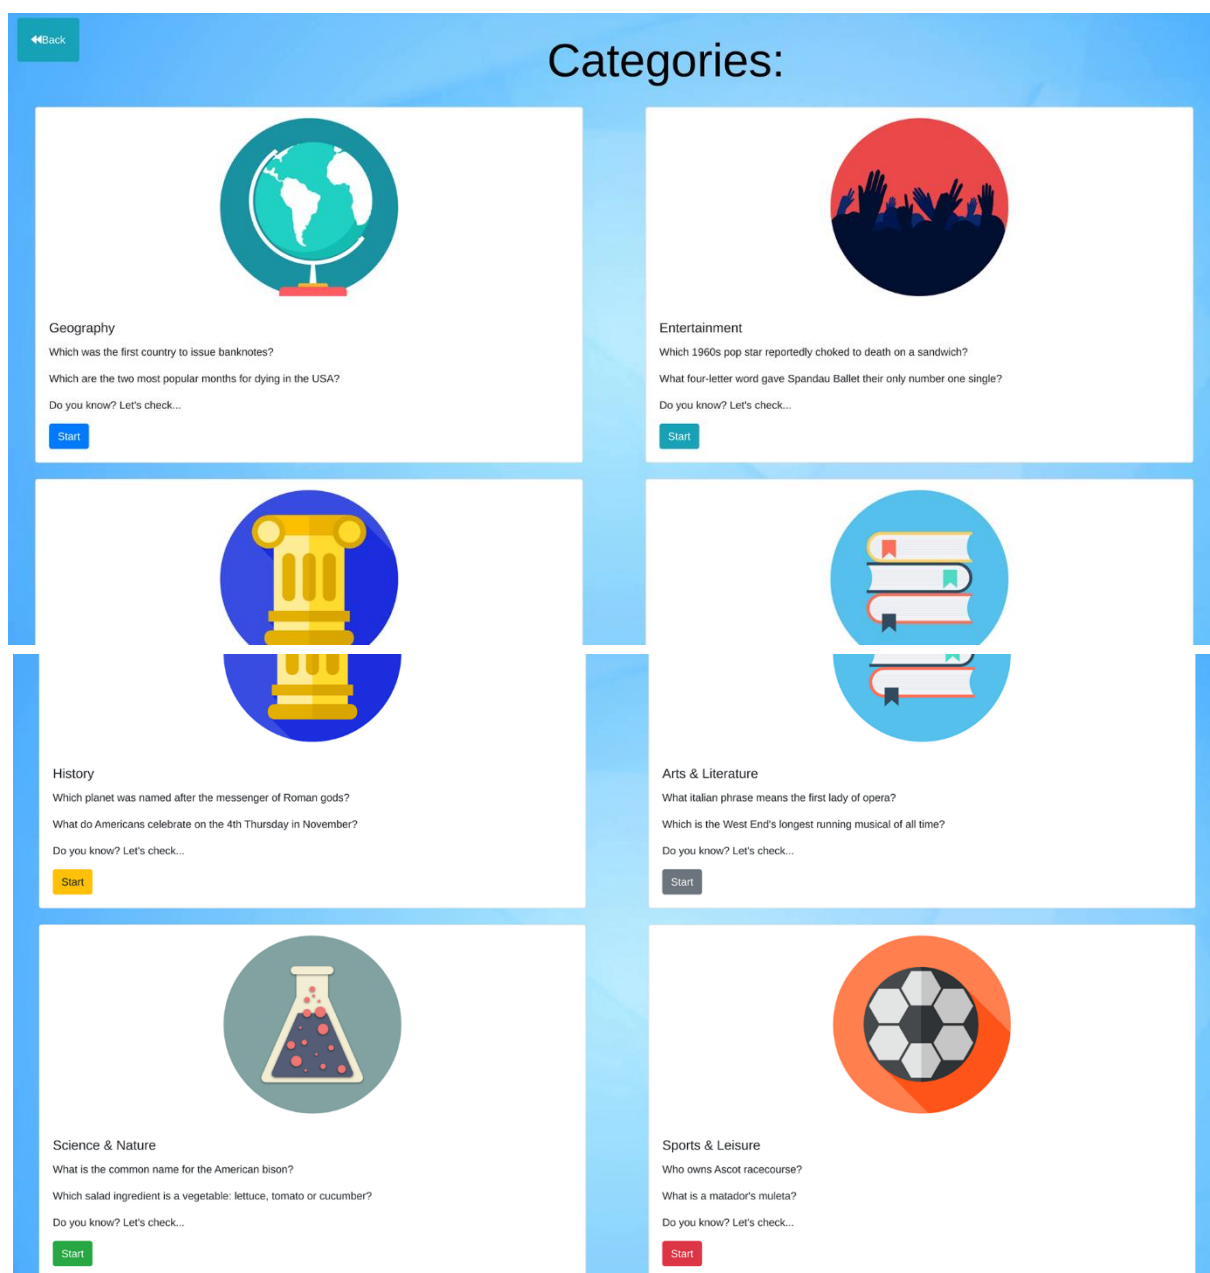 Back
Categories:
Geography
Which was the first country to issue banknotes?
Which are the two most popular months for dying in the USA?
Do you know? Let's check...
Start
Entertainment
Which 1960s pop star reportedly choked to death on a sandwich?
What four-letter word gave Spandau Ballet their only number one single?
Do you know? Let's check...
Start
History
Which planet was named after the messenger of Roman gods?
What do Americans celebrate on the 4th Thursday in November?
Do you know? Let's check...
Start
Arts & Literature
What italian phrase means the first lady of opera?
Which is the West End's longest running musical of all time?
Do you know? Let's check...
Start
Science & Nature
What is the common name for the American bison?
Which salad ingredient is a vegetable: lettuce, tomato or cucumber?
Do you know? Let's check...
Start
Sports & Leisure
Who owns Ascot racecourse?
What is a matador's muleta?
Do you know? Let's check...
Start